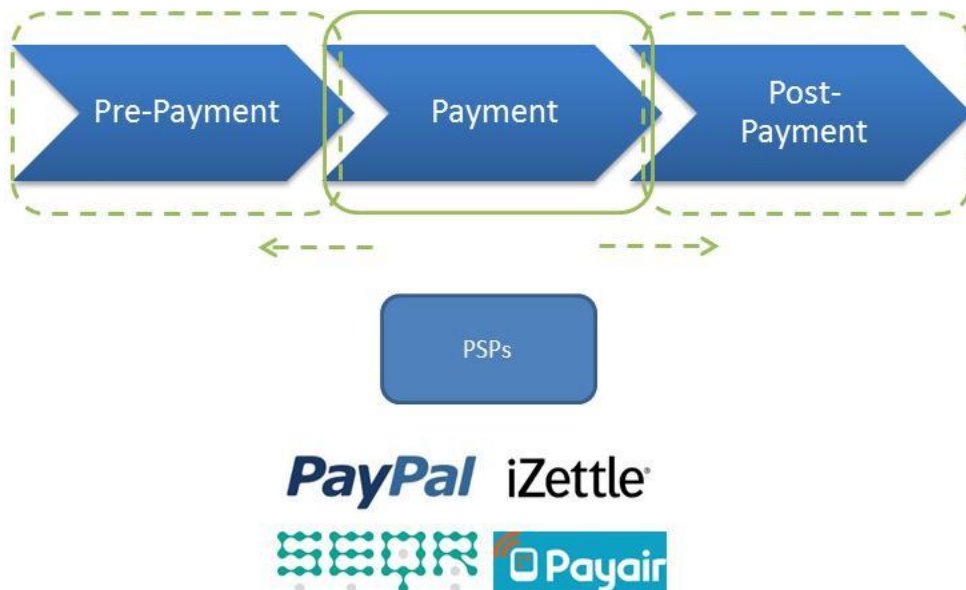 Pre-Payment
Payment
Post-
Payment
PSPs
PayPal
iZettle®
SEQR
Payair